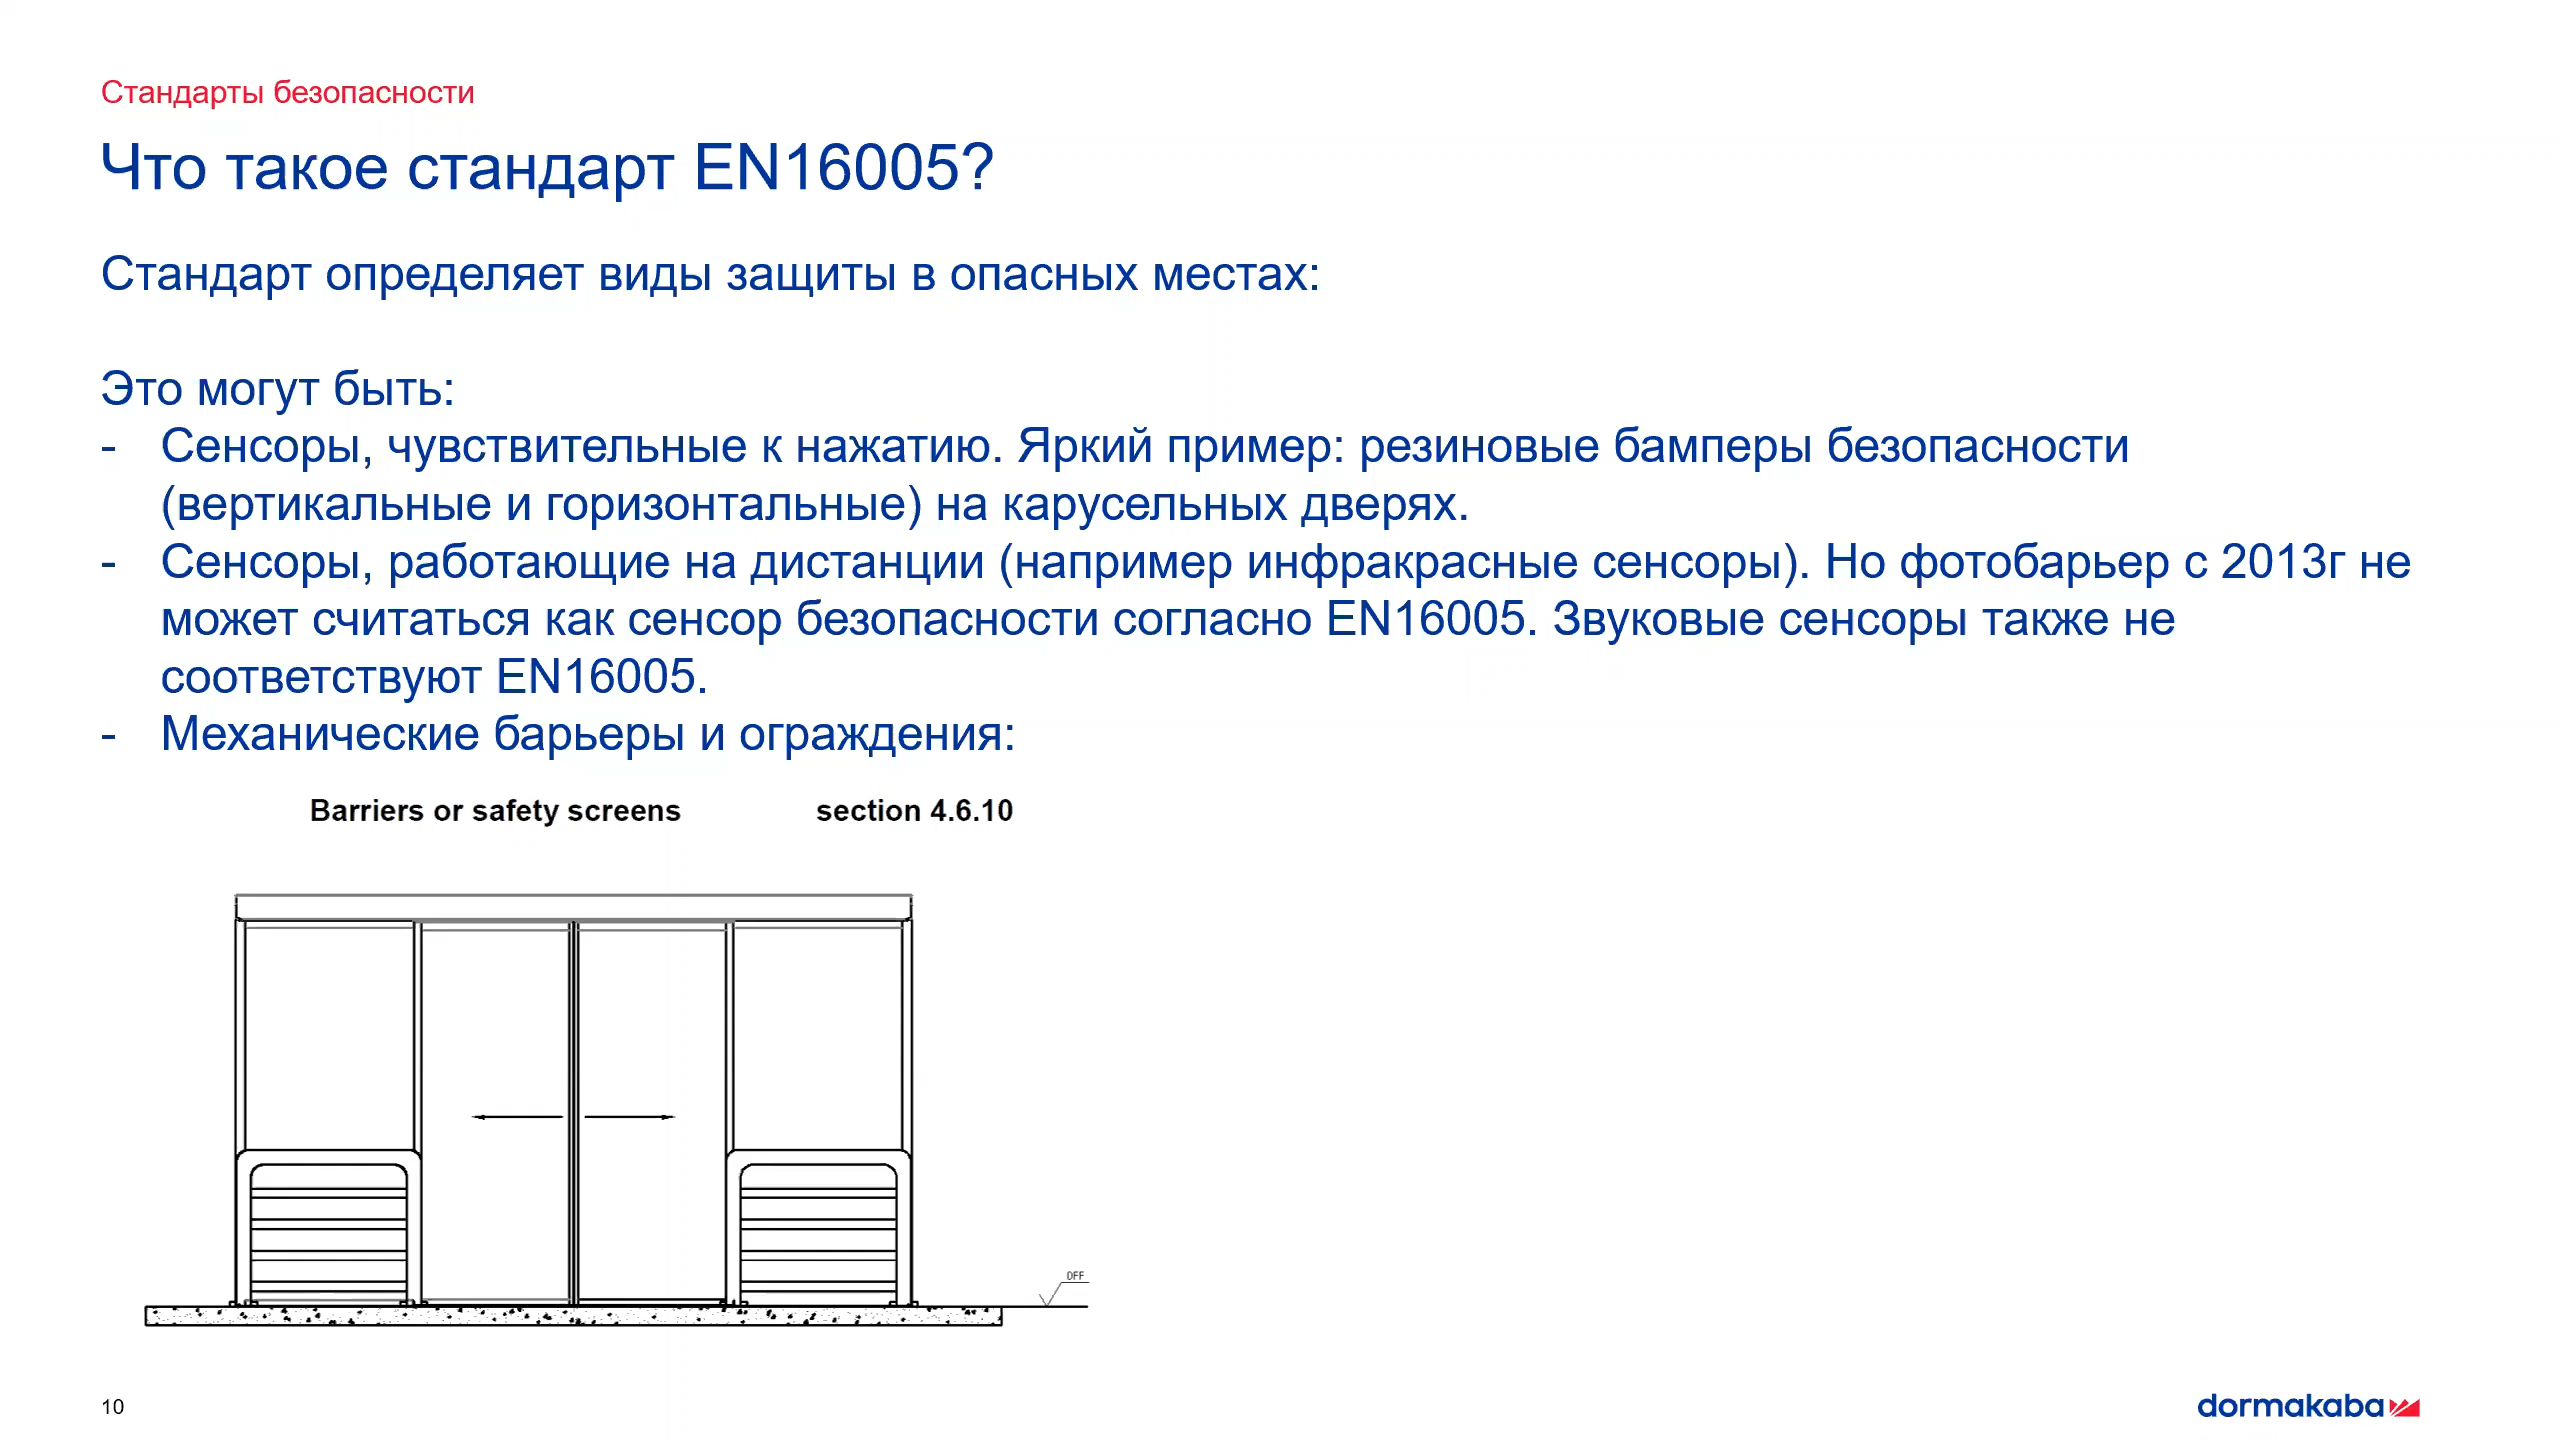 Стандарты безопасности
Что такое стандарт EN16005?
Стандарт определяет виды защиты в опасных местах:
Это могут быть:
- Сенсоры, чувствительные к нажатию. Яркий пример: резиновые бамперы безопасности
(вертикальные и горизонтальные) на карусельных дверях.
- Сенсоры, работающие на дистанции (например инфракрасные сенсоры). Но фотобарьер с 2013г не
может считаться как сенсор безопасности согласно EN16005. Звуковые сенсоры также не
соответствуют EN16005.
- Механические барьеры и ограждения:
Barriers or safety screens section 4.6.10
OFF
10
dormakaba